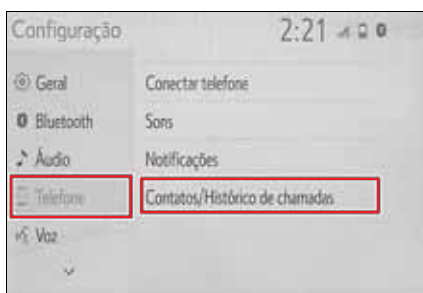 Configuração 2:21
Geral
Bluetooth
Áudio
Telefone
Voz
Conectar telefone
Sons
Notificações
Contatos/Histórico de chamadas